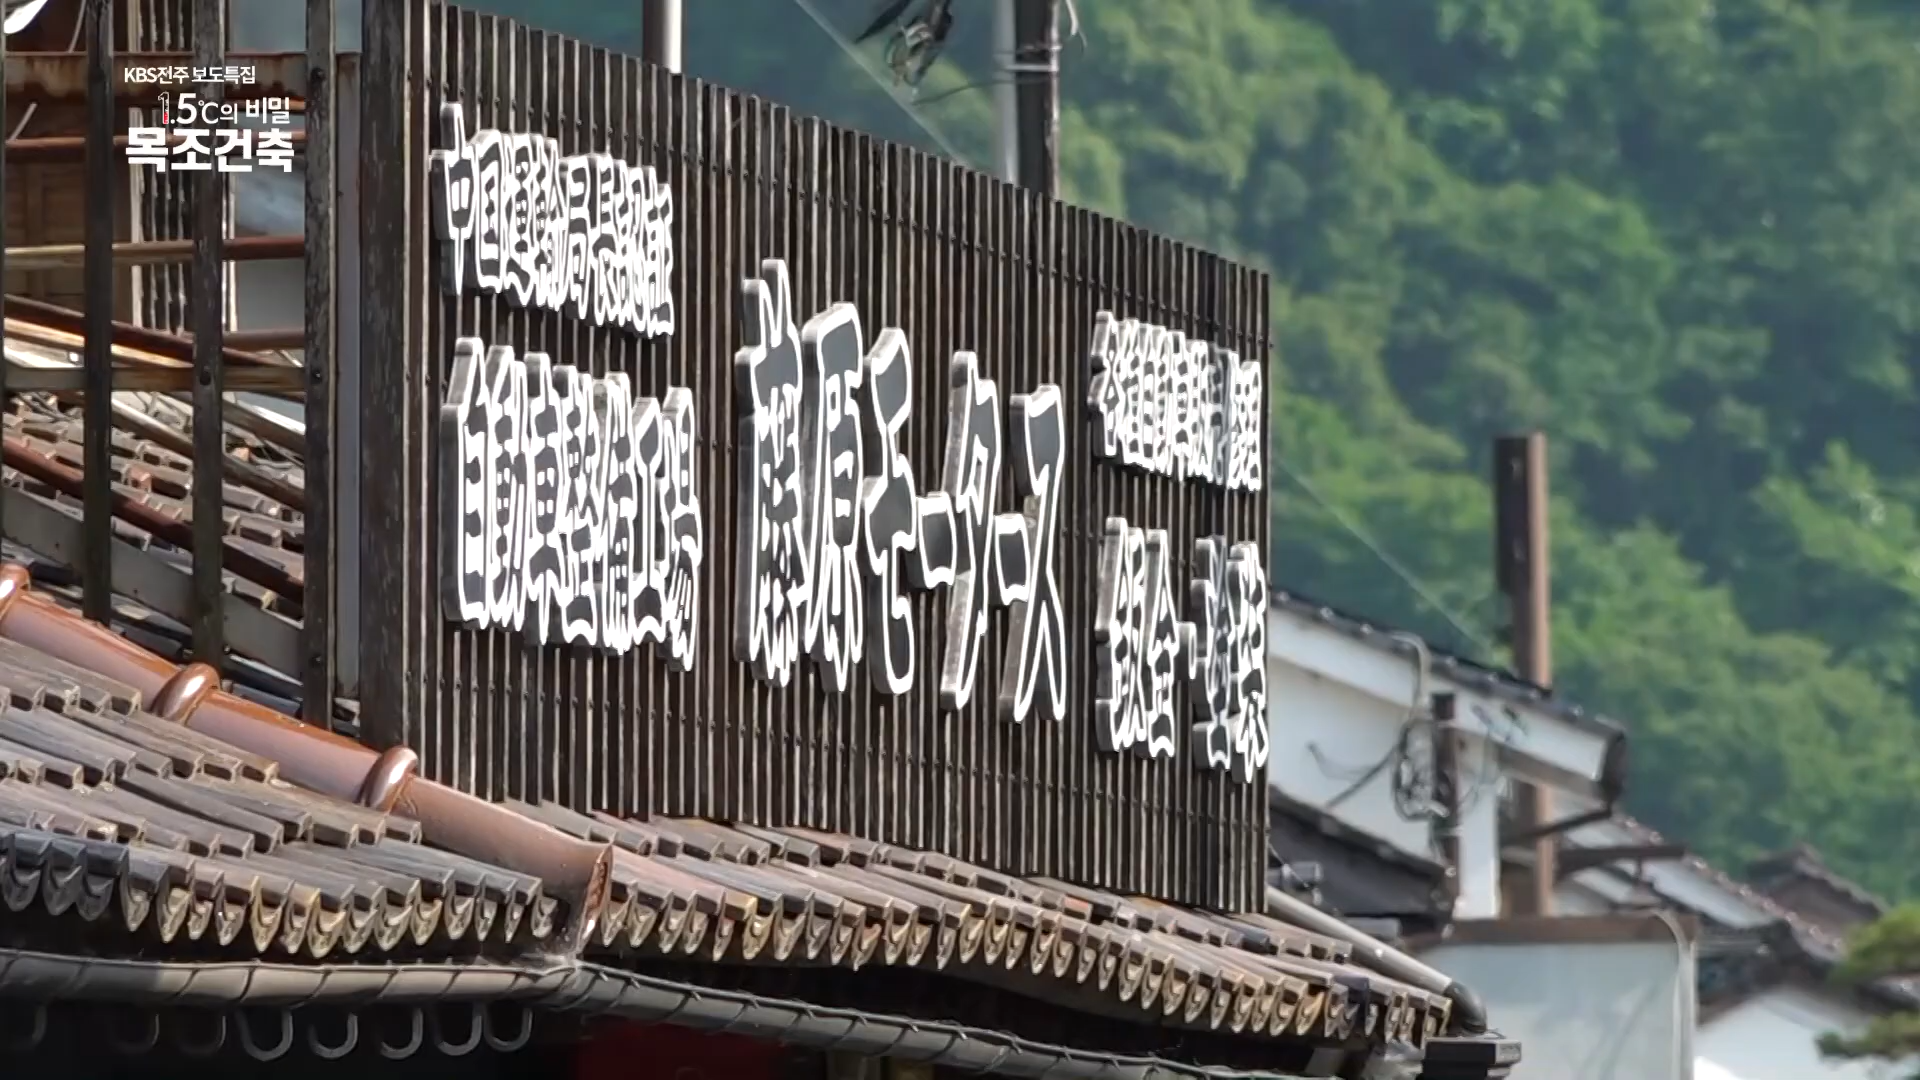 KBS전주 보도특집
1.5℃의 비밀
목조건축
中国運輸局長認証
自動車整備工場
藤原モータース
鈑金・塗装